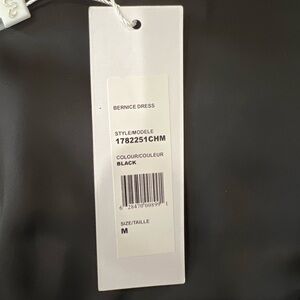 BERNICE DRESS
STYLE/MODELE
1782251CHM
COLOUR/COULEUR
BLACK
SIZE/TAILLE
M